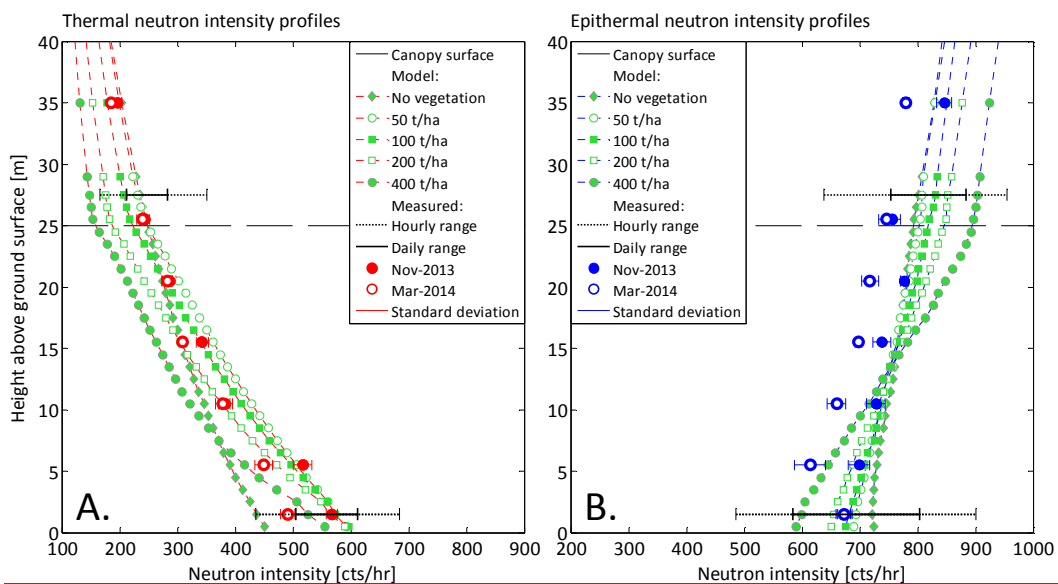 Thermal neutron intensity profiles
Epithermal neutron intensity profiles
Height above ground surface [m]
40
35
30
25
20
15
10
5
0
Canopy surface
Model:
No vegetation
50 t/ha
100 t/ha
200 t/ha
400 t/ha
Measured:
Hourly range
Daily range
Nov-2013
Mar-2014
Standard deviation
A.
100 200 300 400 500 600 700 800 900
Neutron intensity [cts/hr]
40
35
30
25
20
15
10
5
0
Canopy surface
Model:
No vegetation
50 t/ha
100 t/ha
200 t/ha
400 t/ha
Measured:
Hourly range
Daily range
Nov-2013
Mar-2014
Standard deviation
B.
200 300 400 500 600 700 800 900 1000
Neutron intensity [cts/hr]